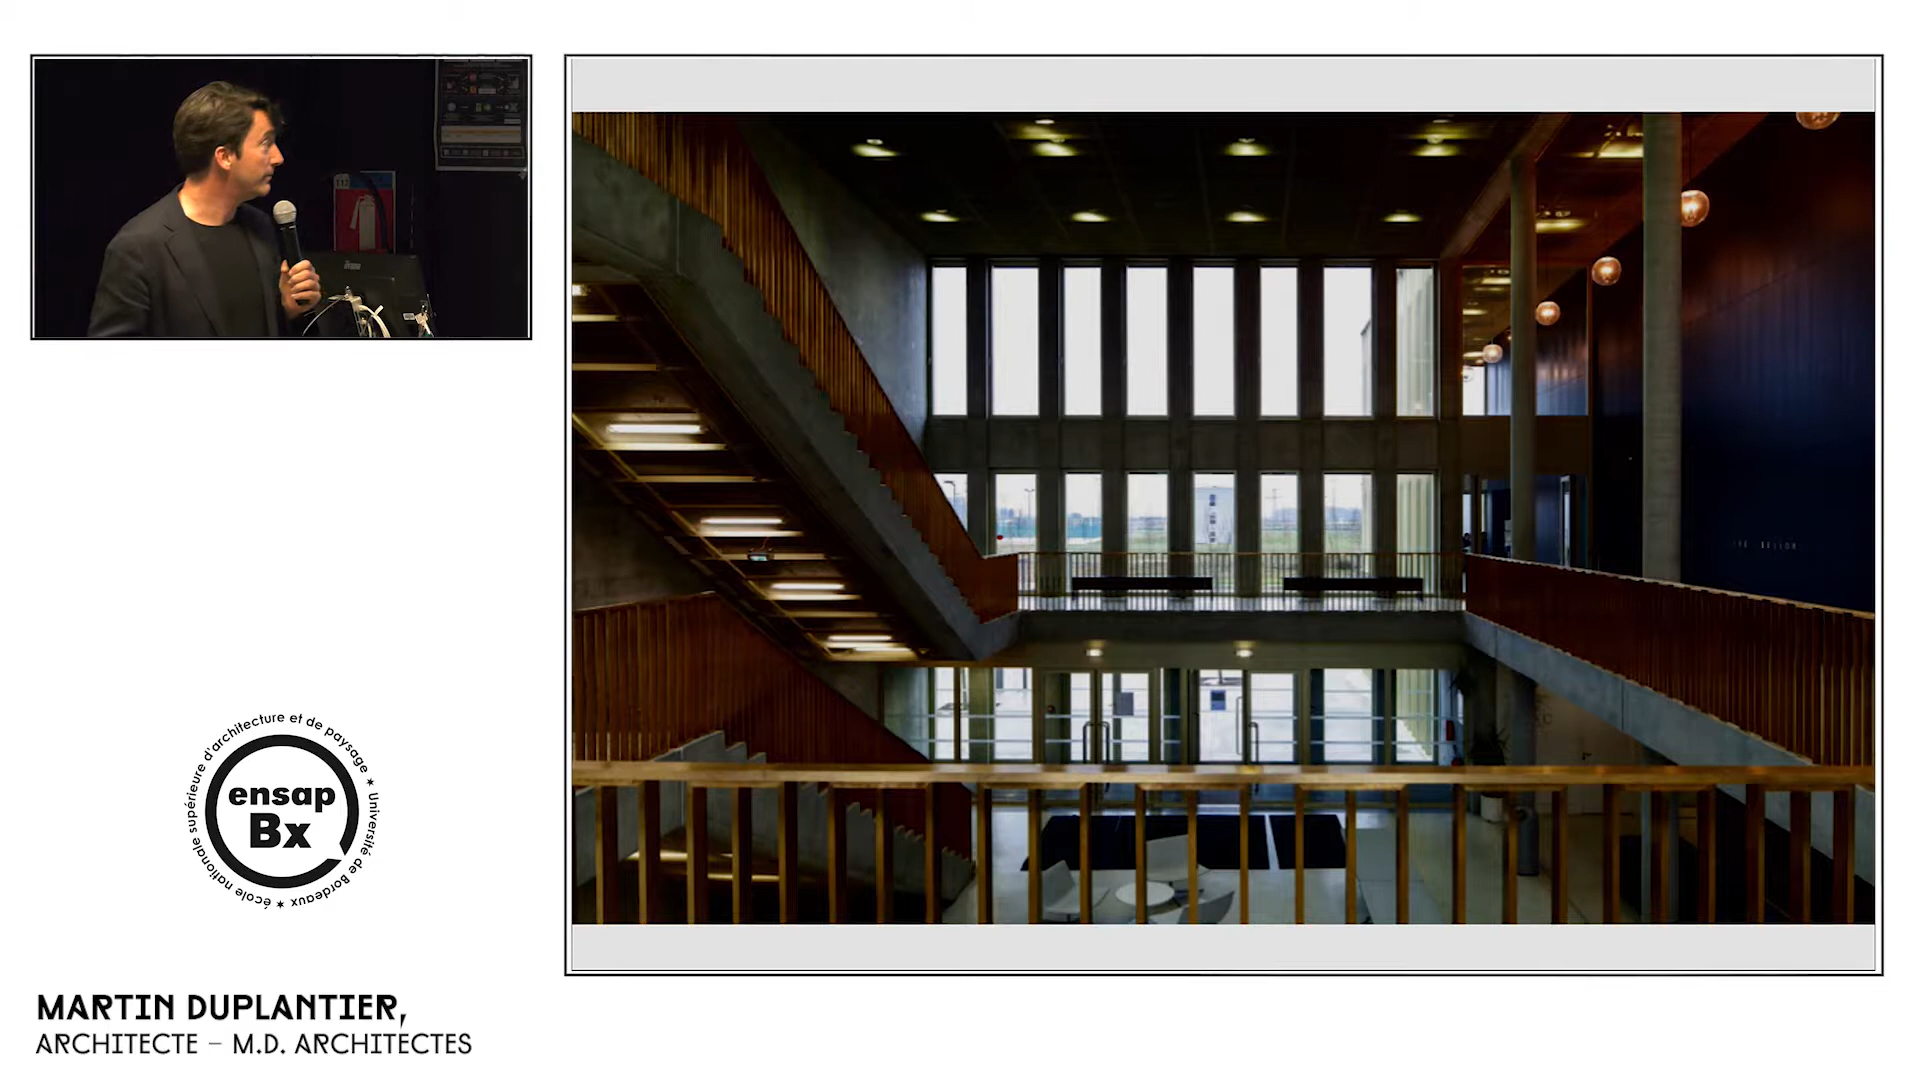 école nationale supérieure d'architecture et de paysage ★ Université de Bordeaux ★
ensap
Bx
MARTIN DUPLANTIER,
ARCHITECTE – M.D. ARCHITECTES